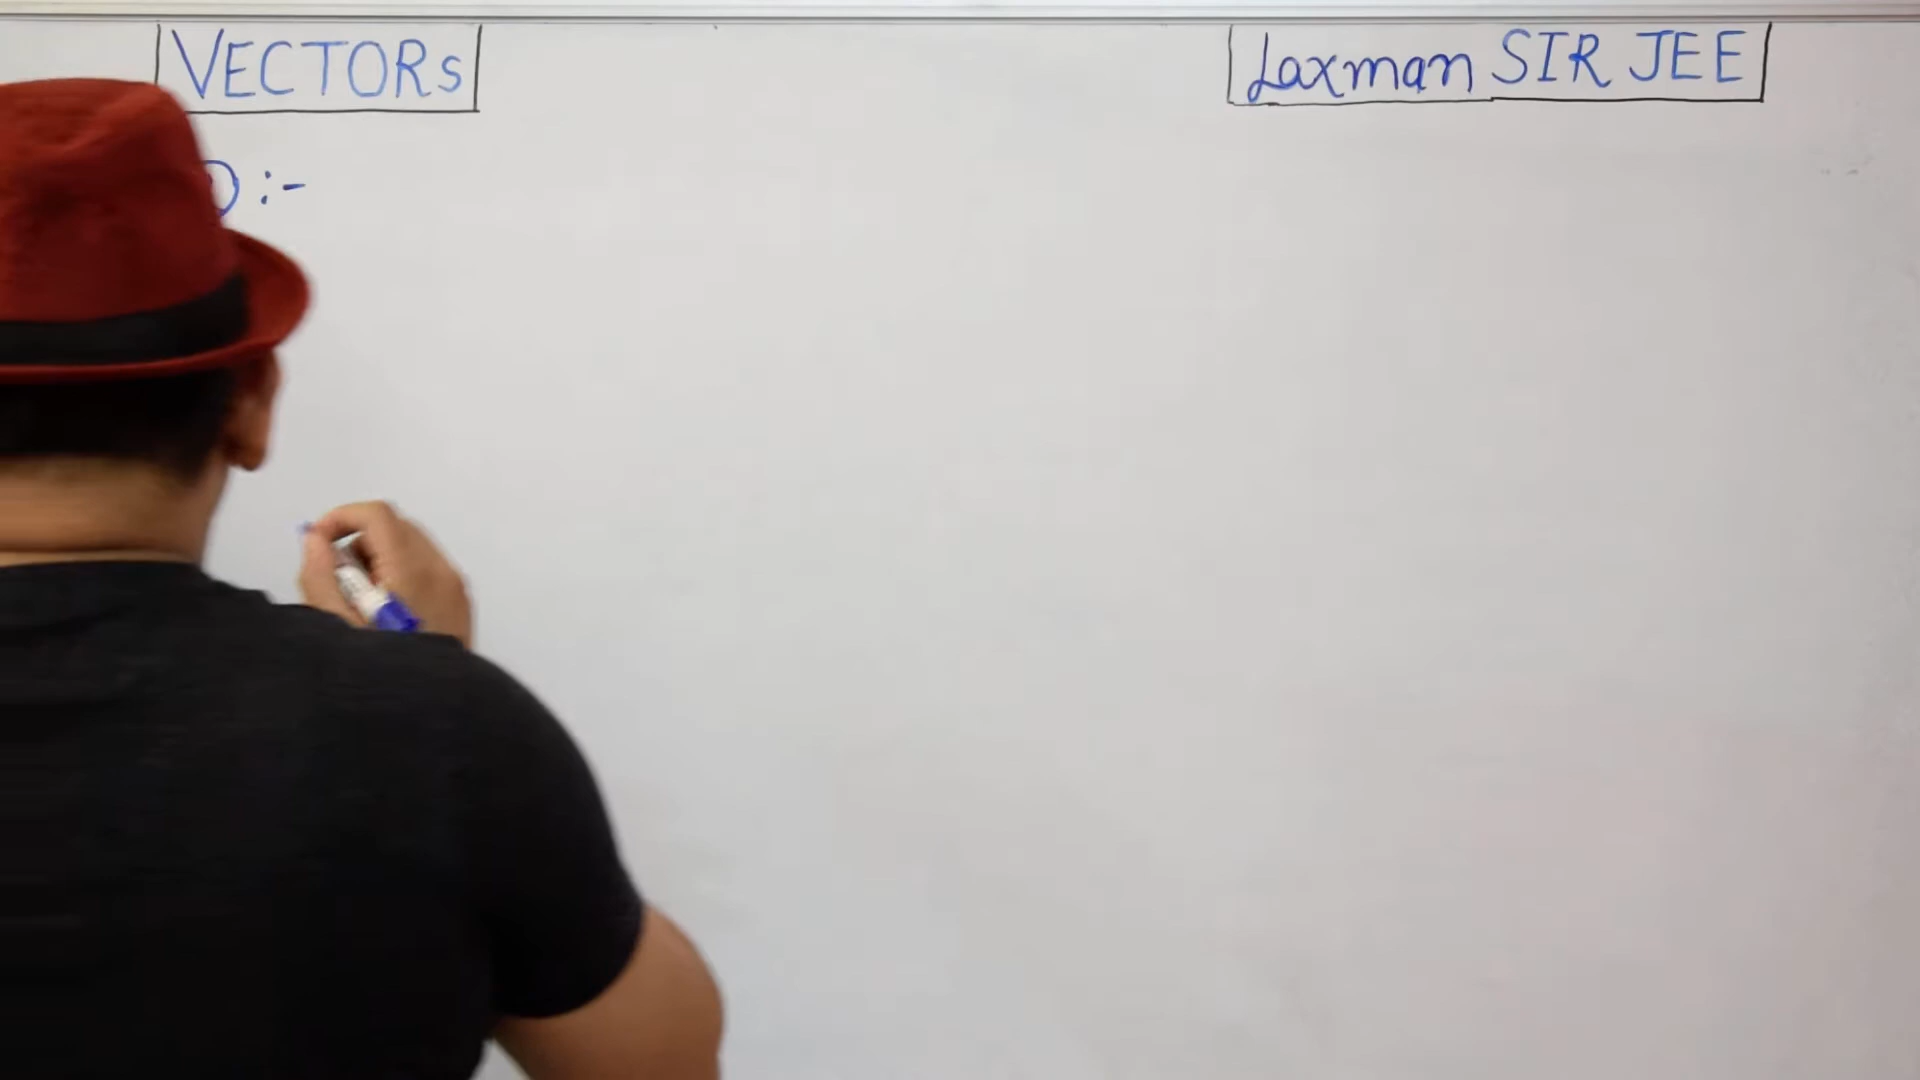 VECTORs
Laxman SIR JEE
:-